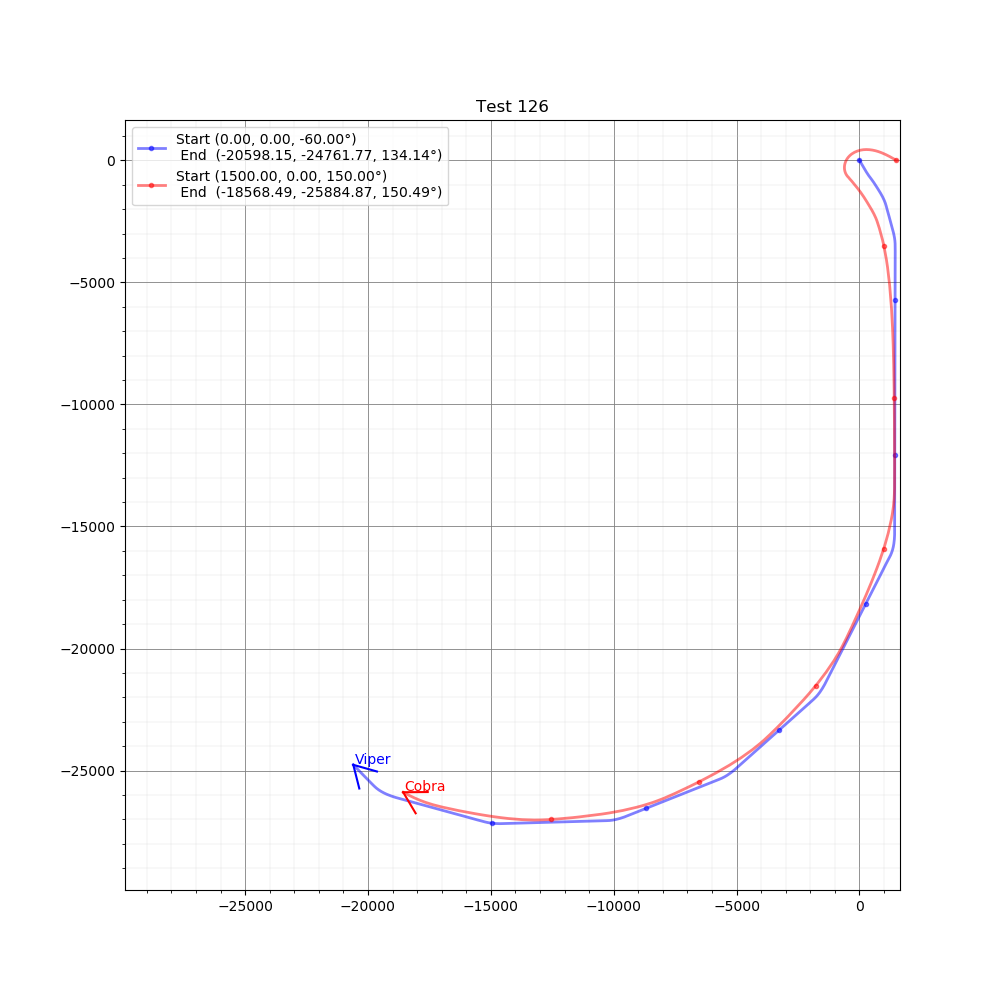 Test 126
Start (0.00, 0.00, -60.00°)
End  (-20598.15, -24761.77, 134.14°)
Start (1500.00, 0.00, 150.00°)
End  (-18568.49, -25884.87, 150.49°)
0
−5000
−10000
−15000
−20000
−25000
Viper
Cobra
−25000 −20000 −15000 −10000 −5000 0